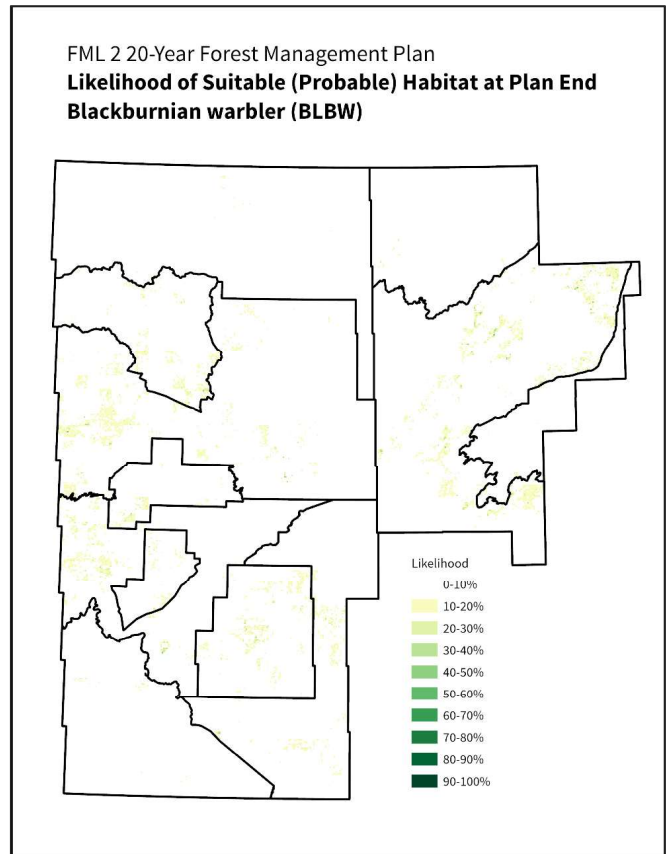 FML 2 20-Year Forest Management Plan
Likelihood of Suitable (Probable) Habitat at Plan End
Blackburnian warbler (BLBW)
Likelihood
0-10%
10-20%
20-30%
30-40%
40-50%
50-60%
60-70%
70-80%
80-90%
90-100%